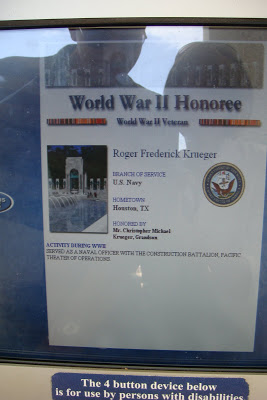 World War II Honoree
World War II Veteran
Roger Frederick Krueger
BRANCH OF SERVICE
U.S. Navy
HOMETOWN
Houston, TX
HONORED BY
Mr. Christopher Michael
Krueger, Grandson
ACTIVITY DURING WWII
SERVED AS A NAVAL OFFICER WITH THE CONSTRUCTION BATTALION, PACIFIC
THEATER OF OPERATIONS
The 4 button device below
is for use by persons with disabilities.